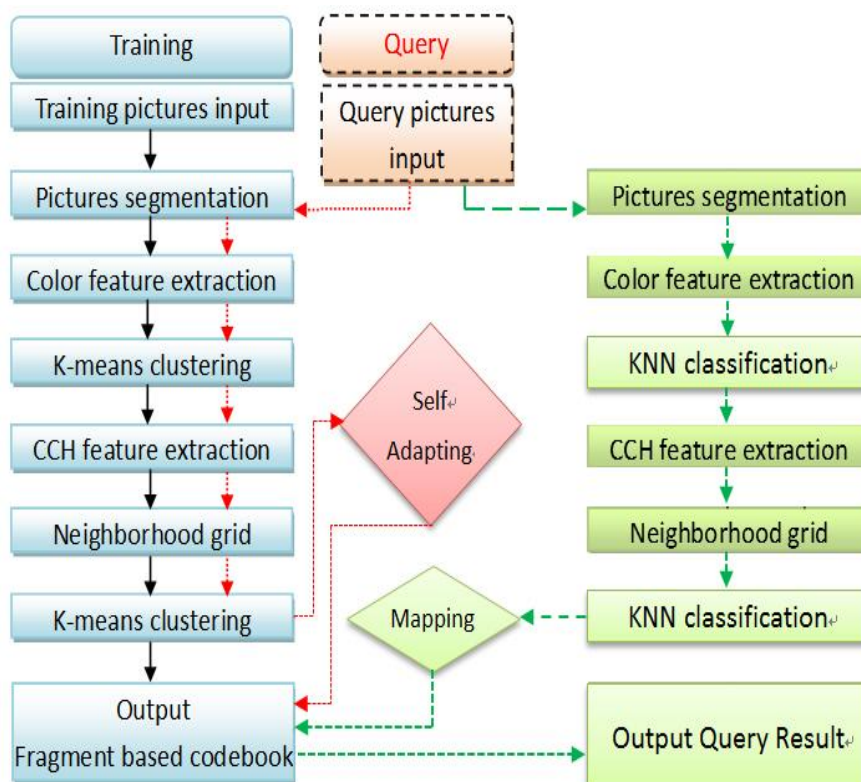 Training
Training pictures input
Pictures segmentation
Color feature extraction
K-means clustering
CCH feature extraction
Neighborhood grid
K-means clustering
Output
Fragment based codebook
Query
Query pictures
input
Self
Adapting
Mapping
Pictures segmentation
Color feature extraction
KNN classification
CCH feature extraction
Neighborhood grid
KNN classification
Output Query Result